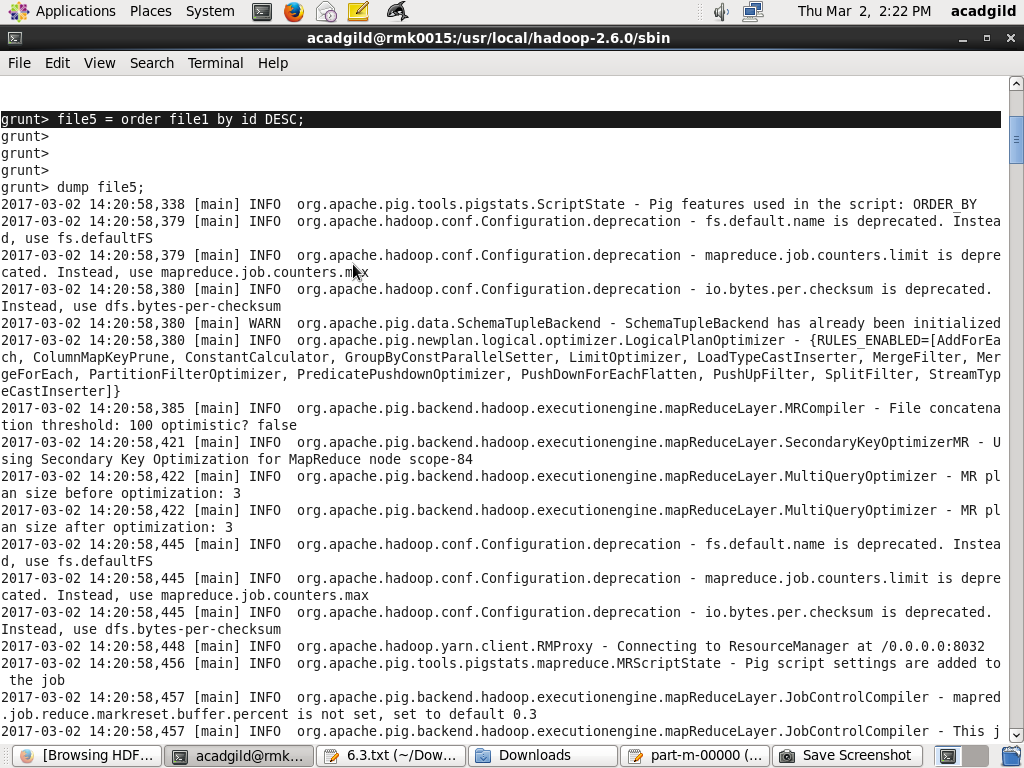 Applications Places System Thu Mar 2, 2:22 PM acadgild
acadgild@rmk0015:/usr/local/hadoop-2.6.0/sbin
File Edit View Search Terminal Help
grunt> file5 = order file1 by id DESC;
grunt>
grunt>
grunt>
grunt> dump file5;
2017-03-02 14:20:58,338 [main] INFO  org.apache.pig.tools.pigstats.ScriptState - Pig features used in the script: ORDER_BY
2017-03-02 14:20:58,379 [main] INFO  org.apache.hadoop.conf.Configuration.deprecation - fs.default.name is deprecated. Instea
d, use fs.defaultFS
2017-03-02 14:20:58,379 [main] INFO  org.apache.hadoop.conf.Configuration.deprecation - mapreduce.job.counters.limit is depre
cated. Instead, use mapreduce.job.counters.max
2017-03-02 14:20:58,380 [main] INFO  org.apache.hadoop.conf.Configuration.deprecation - io.bytes.per.checksum is deprecated.
Instead, use dfs.bytes-per-checksum
2017-03-02 14:20:58,380 [main] WARN  org.apache.pig.data.SchemaTupleBackend - SchemaTupleBackend has already been initialized
2017-03-02 14:20:58,380 [main] INFO  org.apache.pig.newplan.logical.optimizer.LogicalPlanOptimizer - {RULES_ENABLED=[AddForEa
ch, ColumnMapKeyPrune, ConstantCalculator, GroupByConstParallelSetter, LimitOptimizer, LoadTypeCastInserter, MergeFilter, Mer
geForEach, PartitionFilterOptimizer, PredicatePushdownOptimizer, PushDownForEachFlatten, PushUpFilter, SplitFilter, StreamTyp
eCastInserter]}
2017-03-02 14:20:58,385 [main] INFO  org.apache.pig.backend.hadoop.executionengine.mapReduceLayer.MRCompiler - File concatena
tion threshold: 100 optimistic? false
2017-03-02 14:20:58,421 [main] INFO  org.apache.pig.backend.hadoop.executionengine.mapReduceLayer.SecondaryKeyOptimizerMR - U
sing Secondary Key Optimization for MapReduce node scope-84
2017-03-02 14:20:58,422 [main] INFO  org.apache.pig.backend.hadoop.executionengine.mapReduceLayer.MultiQueryOptimizer - MR pl
an size before optimization: 3
2017-03-02 14:20:58,422 [main] INFO  org.apache.pig.backend.hadoop.executionengine.mapReduceLayer.MultiQueryOptimizer - MR pl
an size after optimization: 3
2017-03-02 14:20:58,445 [main] INFO  org.apache.hadoop.conf.Configuration.deprecation - fs.default.name is deprecated. Instea
d, use fs.defaultFS
2017-03-02 14:20:58,445 [main] INFO  org.apache.hadoop.conf.Configuration.deprecation - mapreduce.job.counters.limit is depre
cated. Instead, use mapreduce.job.counters.max
2017-03-02 14:20:58,445 [main] INFO  org.apache.hadoop.conf.Configuration.deprecation - io.bytes.per.checksum is deprecated.
Instead, use dfs.bytes-per-checksum
2017-03-02 14:20:58,448 [main] INFO  org.apache.hadoop.yarn.client.RMProxy - Connecting to ResourceManager at /0.0.0.0:8032
2017-03-02 14:20:58,456 [main] INFO  org.apache.pig.tools.pigstats.mapreduce.MRScriptState - Pig script settings are added to
 the job
2017-03-02 14:20:58,457 [main] INFO  org.apache.pig.backend.hadoop.executionengine.mapReduceLayer.JobControlCompiler - mapred
.job.reduce.markreset.buffer.percent is not set, set to default 0.3
2017-03-02 14:20:58,457 [main] INFO  org.apache.pig.backend.hadoop.executionengine.mapReduceLayer.JobControlCompiler - This j
[Browsing HDF... acadgild@rmk... 6.3.txt (~/Dow... Downloads part-m-00000 (... Save Screenshot